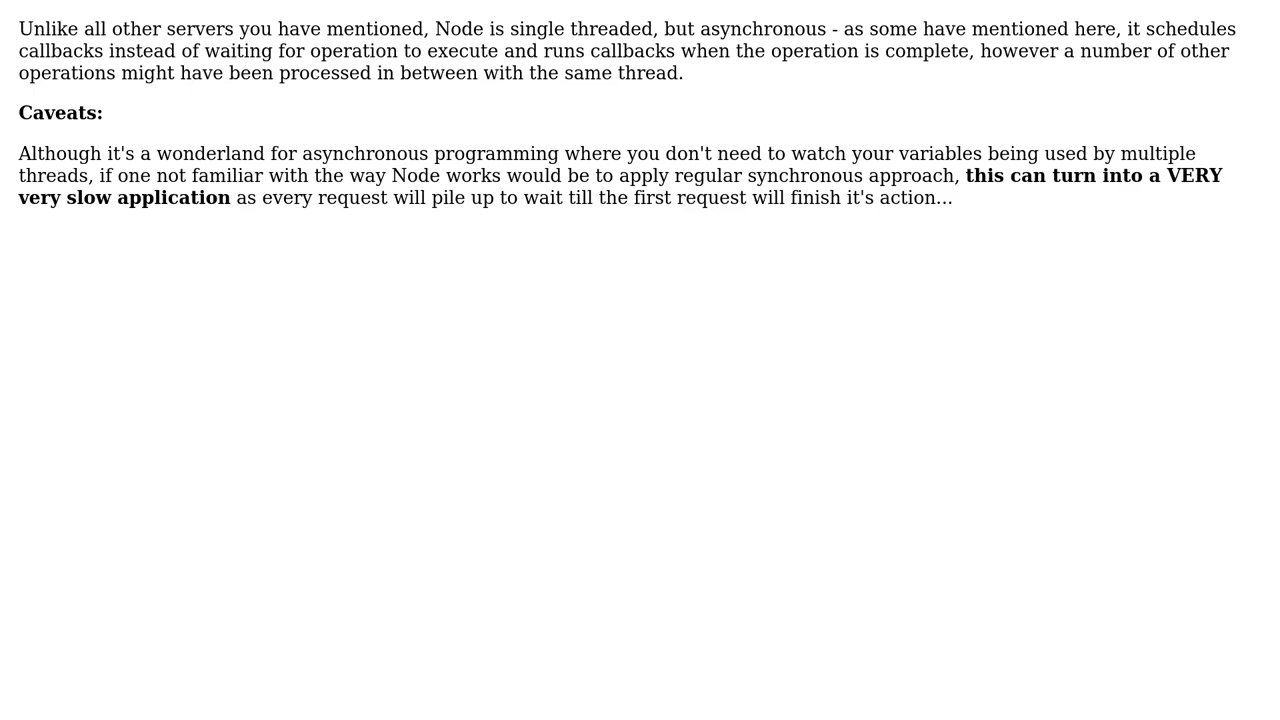 Unlike all other servers you have mentioned, Node is single threaded, but asynchronous - as some have mentioned here, it schedules
callbacks instead of waiting for operation to execute and runs callbacks when the operation is complete, however a number of other
operations might have been processed in between with the same thread.
Caveats:
Although it's a wonderland for asynchronous programming where you don't need to watch your variables being used by multiple
threads, if one not familiar with the way Node works would be to apply regular synchronous approach, this can turn into a VERY
very slow application as every request will pile up to wait till the first request will finish it's action...